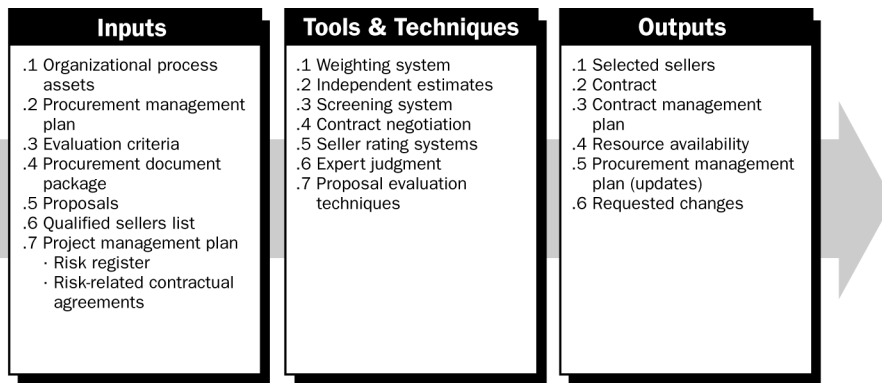 Inputs
.1 Organizational process
assets
.2 Procurement management
plan
.3 Evaluation criteria
.4 Procurement document
package
.5 Proposals
.6 Qualified sellers list
.7 Project management plan
· Risk register
· Risk-related contractual
agreements
Tools & Techniques
.1 Weighting system
.2 Independent estimates
.3 Screening system
.4 Contract negotiation
.5 Seller rating systems
.6 Expert judgment
.7 Proposal evaluation
techniques
Outputs
.1 Selected sellers
.2 Contract
.3 Contract management
plan
.4 Resource availability
.5 Procurement management
plan (updates)
.6 Requested changes